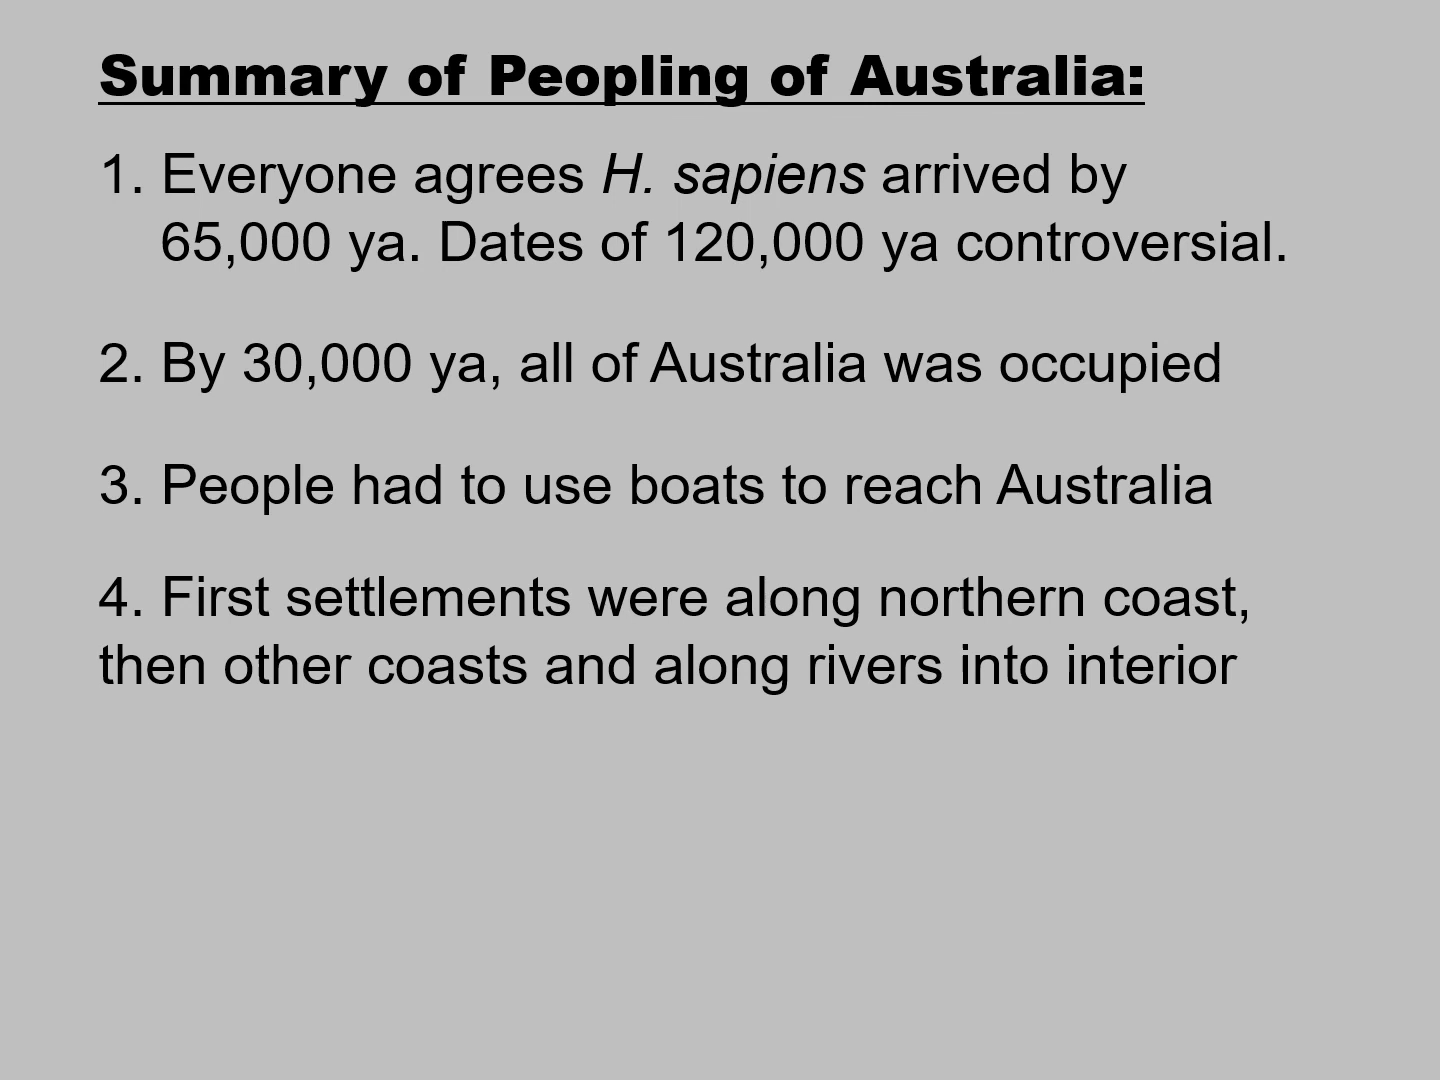 Summary of Peopling of Australia:
1. Everyone agrees H. sapiens arrived by
65,000 ya. Dates of 120,000 ya controversial.
2. By 30,000 ya, all of Australia was occupied
3. People had to use boats to reach Australia
4. First settlements were along northern coast,
then other coasts and along rivers into interior